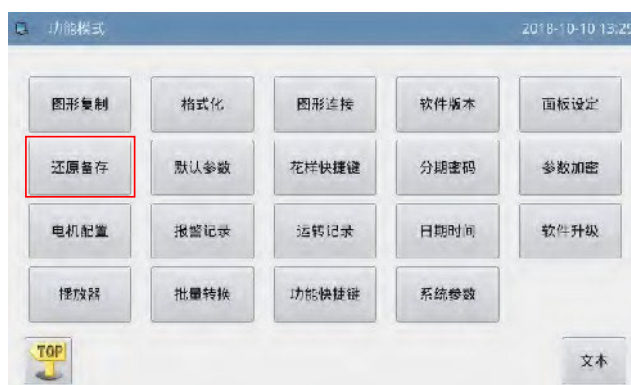 功能模式 2018-10-10 13:29
图形复制 格式化 图形连接 软件版本 面板设定
还原备存 默认参数 花样快捷键 分期密码 参数加密
电机配置 报警记录 运转记录 日期时间 软件升级
播放器 批量转换 功能快捷键 系统参数
TOP 文本